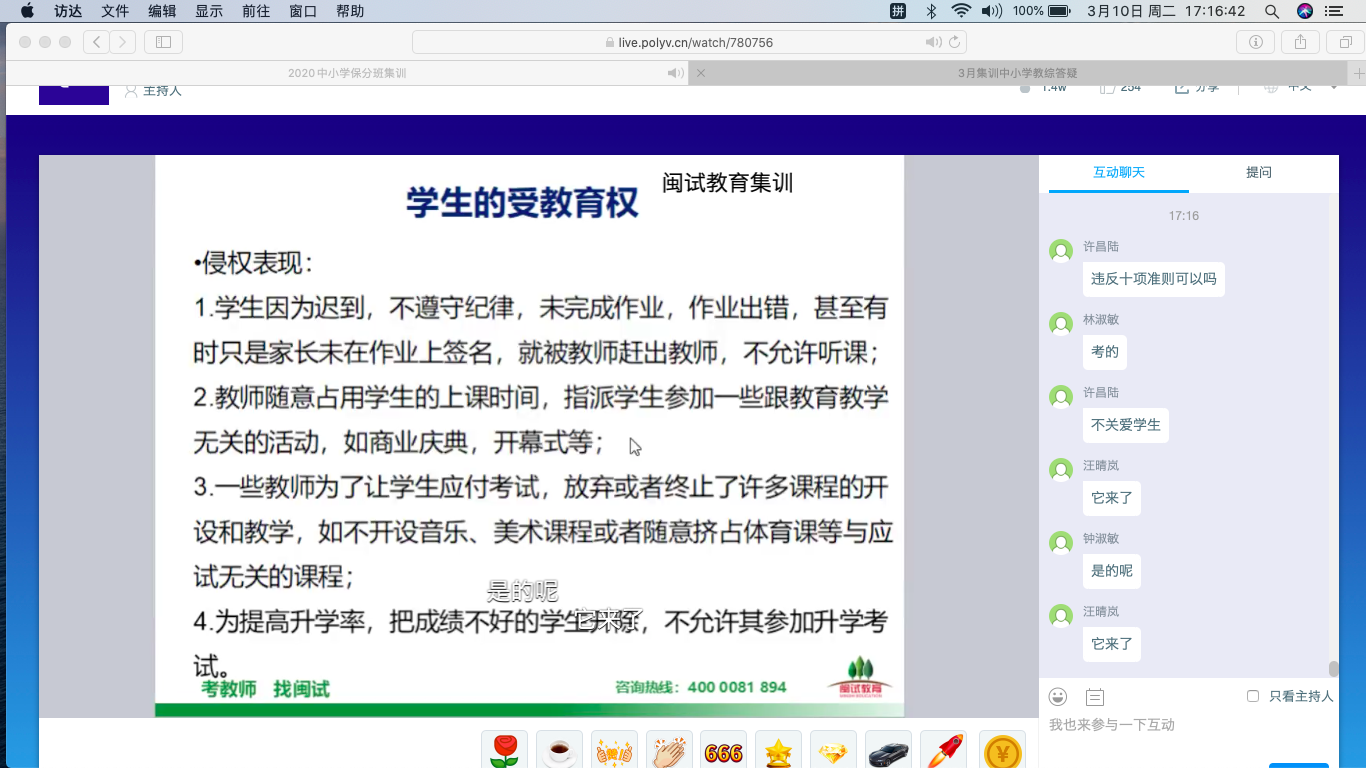 访达 文件 编辑 显示 前往 窗口 帮助 拼 100% 3月10日 周二 17:16:42
live.polyv.cn/watch/780756
2020中小学保分班集训
3月集训中小学教综答疑
主持人 1.4w 254 分享 中文
闽试教育集训
学生的受教育权
•侵权表现：
1.学生因为迟到，不遵守纪律，未完成作业，作业出错，甚至有
时只是家长未在作业上签名，就被教师赶出教师，不允许听课；
2.教师随意占用学生的上课时间，指派学生参加一些跟教育教学
无关的活动，如商业庆典，开幕式等；
3.一些教师为了让学生应付考试，放弃或者终止了许多课程的开
设和教学，如不开设音乐、美术课程或者随意挤占体育课等与应
试无关的课程；
是的呢
它来了
4.为提高升学率，把成绩不好的学生开除，不允许其参加升学考
试。
考教师 找闽试
咨询热线：400 0081 894
闽试教育
互动聊天 提问
17:16
许昌陆
违反十项准则可以吗
林淑敏
考的
许昌陆
不关爱学生
汪晴岚
它来了
钟淑敏
是的呢
汪晴岚
它来了
只看主持人
我也来参与一下互动
666
¥